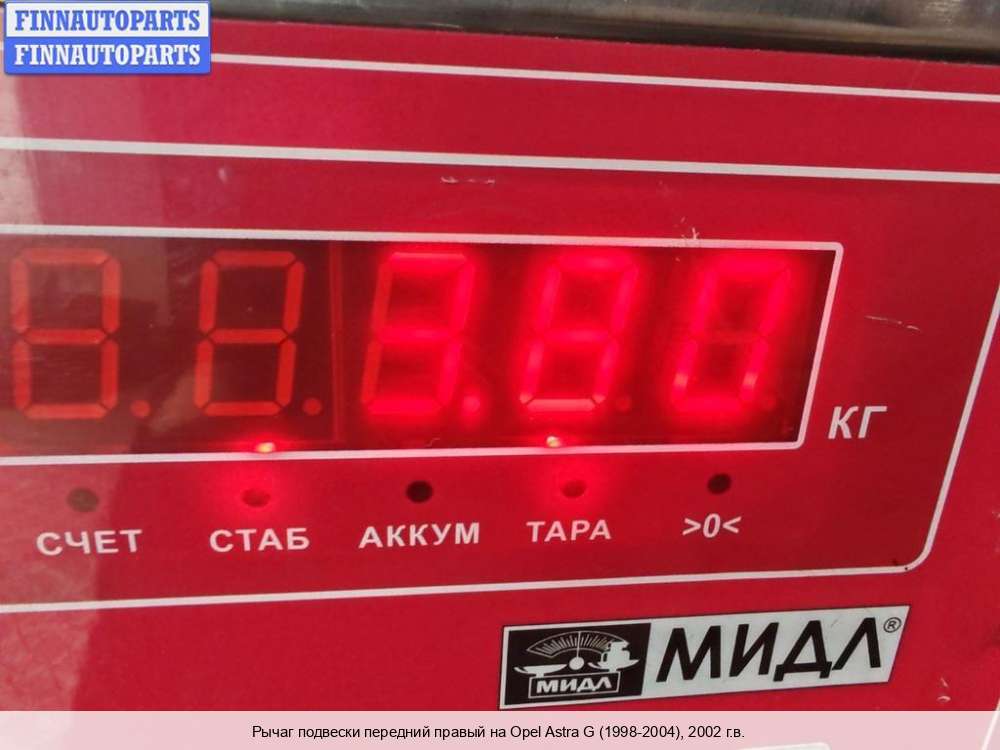 FINNAUTOPARTS
FINNAUTOPARTS
КГ
СЧЕТ СТАБ АККУМ ТАРА >0<
МИДЛ МИДЛ®
Рычаг подвески передний правый на Opel Astra G (1998-2004), 2002 г.в.